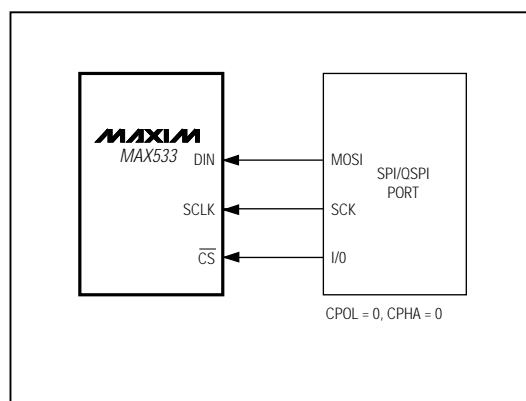 MAXIM
MAX533
DIN
SCLK
CS
MOSI
SCK
I/0
SPI/QSPI
PORT
CPOL = 0, CPHA = 0